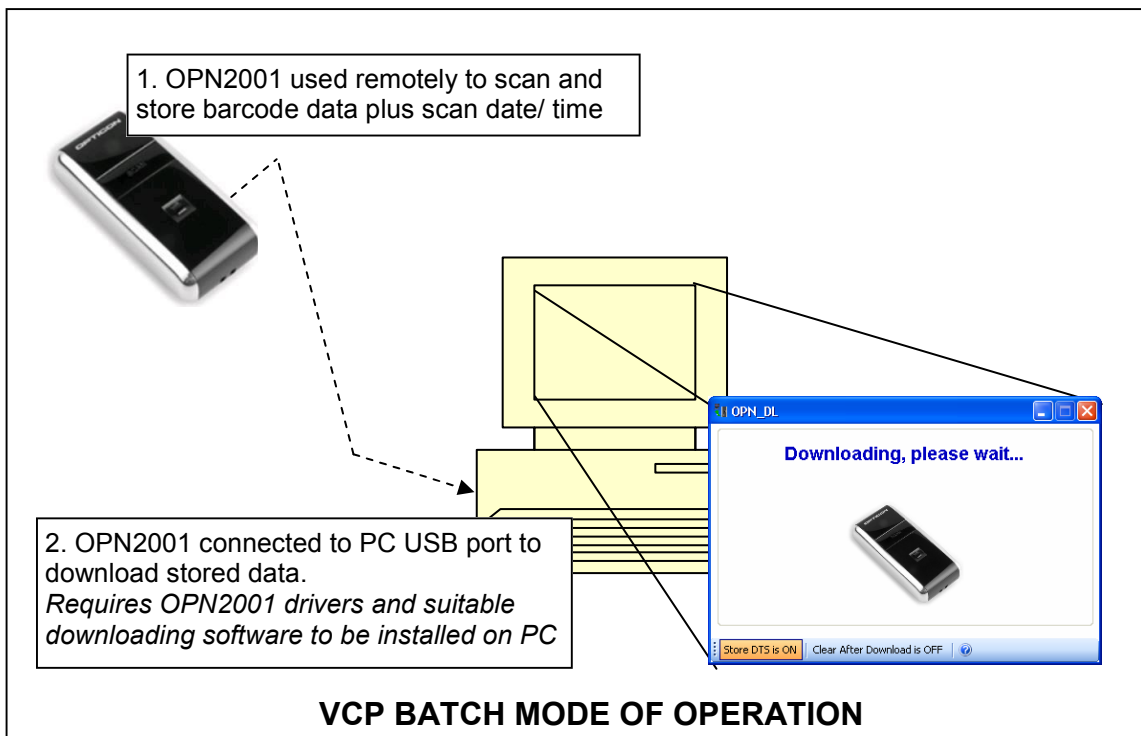 1. OPN2001 used remotely to scan and
store barcode data plus scan date/ time
OPTICON
OPN_DL
Downloading, please wait...
2. OPN2001 connected to PC USB port to
download stored data.
Requires OPN2001 drivers and suitable
downloading software to be installed on PC
Store DTS is ON
Clear After Download is OFF
VCP BATCH MODE OF OPERATION